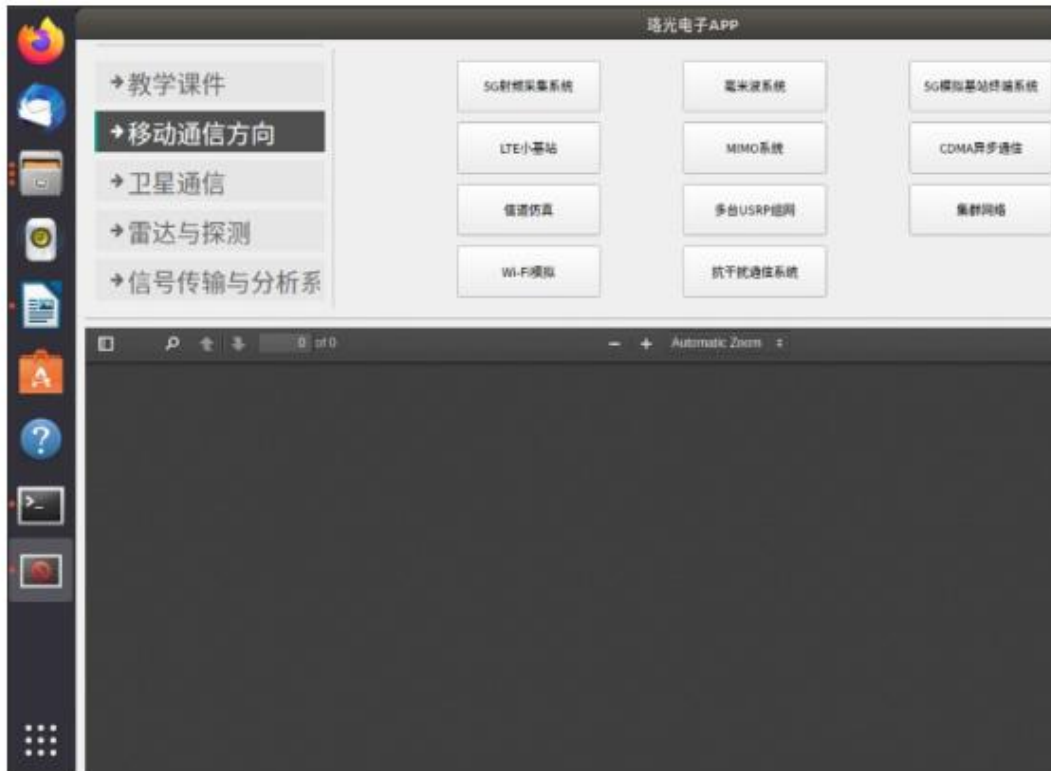 珞光电子APP
教学课件
移动通信方向
卫星通信
雷达与探测
信号传输与分析系
5G射频采集系统
毫米波系统
5G模拟基站终端系统
LTE小基站
MIMO系统
CDMA异步通信
信道仿真
多台USRP组网
集群网络
Wi-Fi模拟
抗干扰通信系统
0 of 0
Automatic Zoom